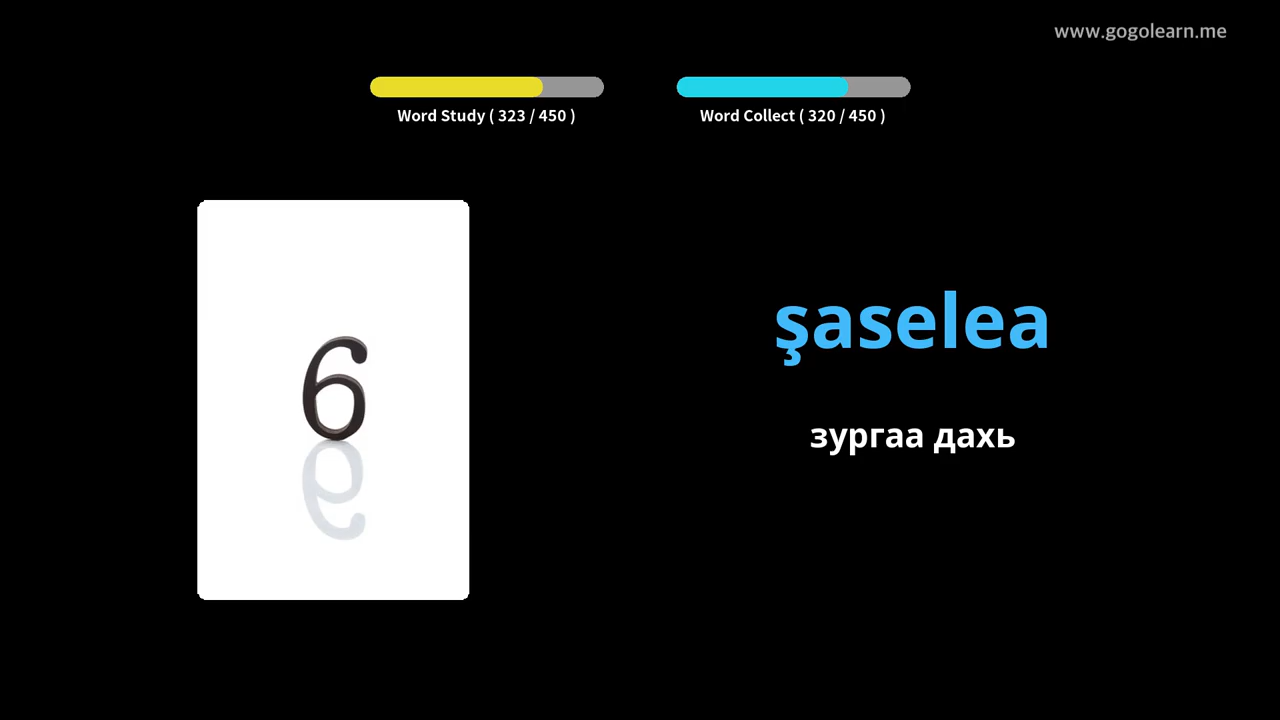 www.gogolearn.me
Word Study ( 323 / 450 )
Word Collect ( 320 / 450 )
6
şaselea
зургаа дахь